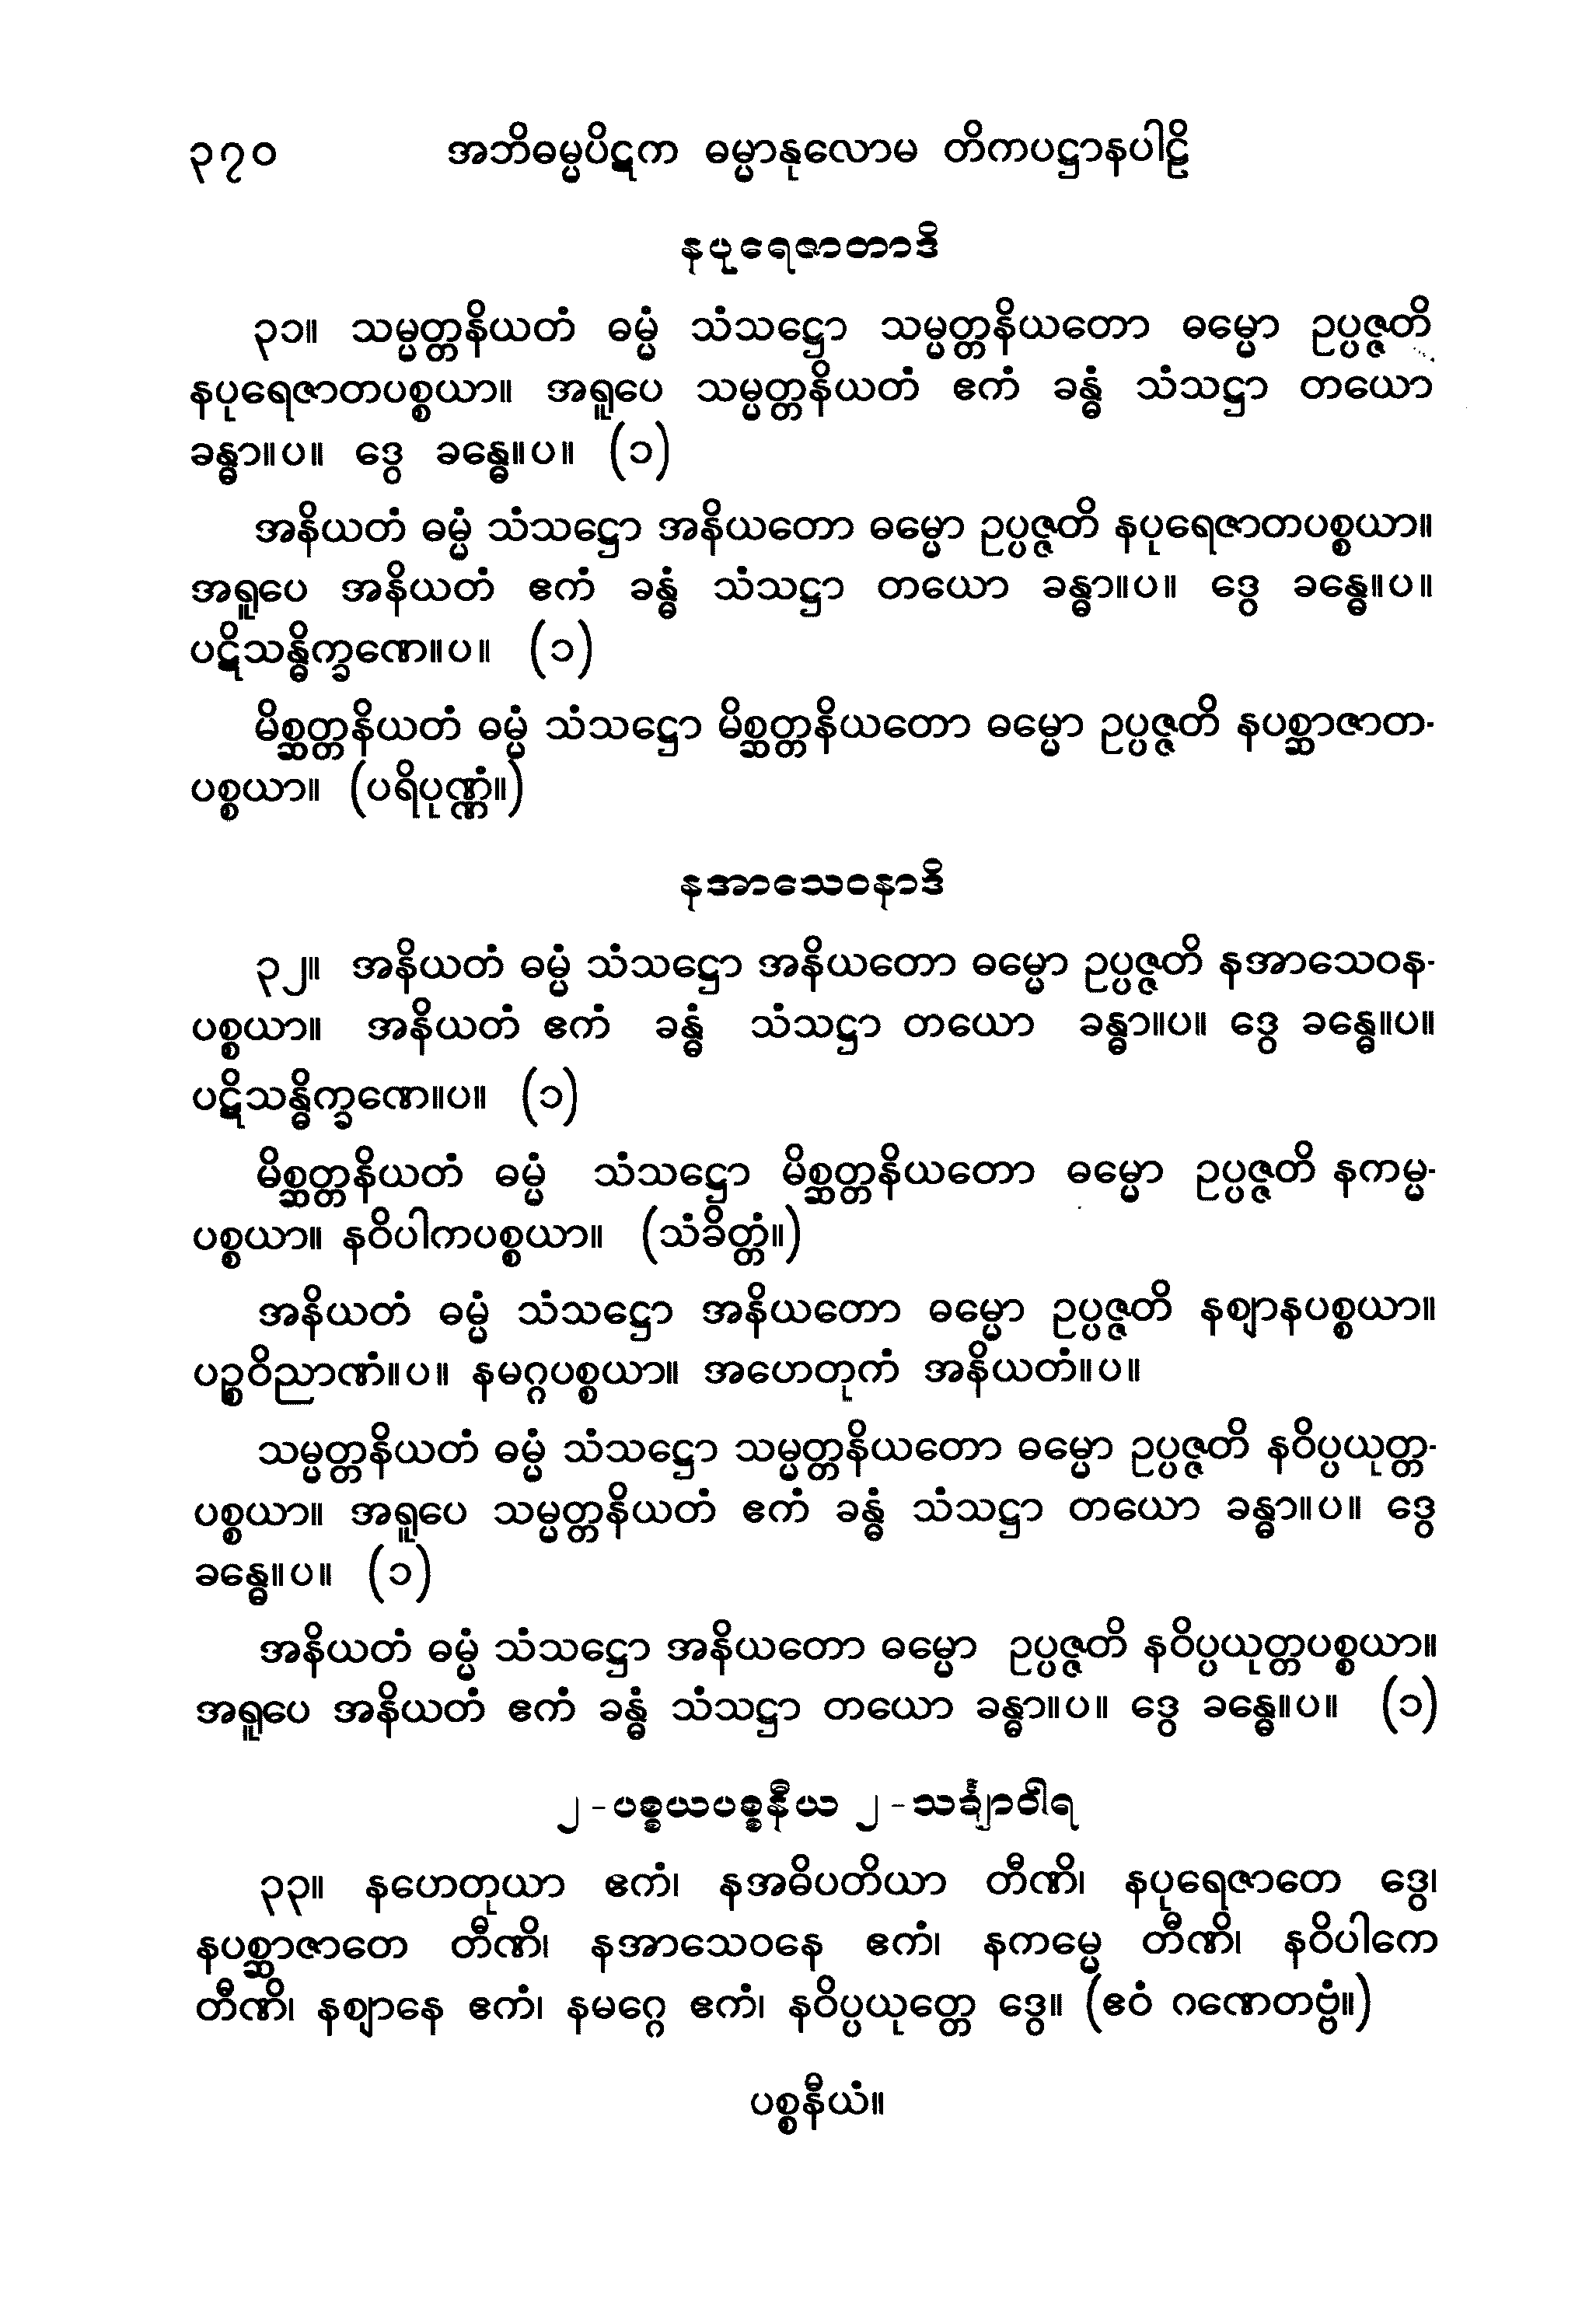 ၃၇၀ အဘိဓမ္မပိဋက ဓမ္မာနုလောမ တိကပဋ္ဌာနပါဠိ
နပုရေဇာတာဒိ
၃၁။ သမ္မတ္တနိယတံ ဓမ္မံ သံသဋ္ဌော သမ္မတ္တနိယတော ဓမ္မော ဥပ္ပဇ္ဇတိ
နပုရေဇာတပစ္စယာ။ အရူပေ သမ္မတ္တနိယတံ ဧကံ ခန္ဓံ သံသဋ္ဌာ တယော
ခန္ဓာ။ပ။ ဒွေ ခန္ဓေ။ပ။ (၁)
အနိယတံ ဓမ္မံ သံသဋ္ဌော အနိယတော ဓမ္မော ဥပ္ပဇ္ဇတိ နပုရေဇာတပစ္စယာ။
အရူပေ အနိယတံ ဧကံ ခန္ဓံ သံသဋ္ဌာ တယော ခန္ဓာ။ပ။ ဒွေ ခန္ဓေ။ပ။
ပဋိသန္ဓိက္ခဏေ။ပ။ (၁)
မိစ္ဆတ္တနိယတံ ဓမ္မံ သံသဋ္ဌော မိစ္ဆတ္တနိယတော ဓမ္မော ဥပ္ပဇ္ဇတိ နပစ္ဆာဇာတ-
ပစ္စယာ။ (ပရိပုဏ္ဏံ။)
နအာသေဝနာဒိ
၃၂။ အနိယတံ ဓမ္မံ သံသဋ္ဌော အနိယတော ဓမ္မော ဥပ္ပဇ္ဇတိ နအာသေဝန-
ပစ္စယာ။ အနိယတံ ဧကံ ခန္ဓံ သံသဋ္ဌာ တယော ခန္ဓာ။ပ။ ဒွေ ခန္ဓေ။ပ။
ပဋိသန္ဓိက္ခဏေ။ပ။ (၁)
မိစ္ဆတ္တနိယတံ ဓမ္မံ သံသဋ္ဌော မိစ္ဆတ္တနိယတော ဓမ္မော ဥပ္ပဇ္ဇတိ နကမ္မ-
ပစ္စယာ။ နဝိပါကပစ္စယာ။ (သံခိတ္တံ။)
အနိယတံ ဓမ္မံ သံသဋ္ဌော အနိယတော ဓမ္မော ဥပ္ပဇ္ဇတိ နဈာနပစ္စယာ။
ပဉ္စဝိညာဏံ။ပ။ နမဂ္ဂပစ္စယာ။ အဟေတုကံ အနိယတံ။ပ။
သမ္မတ္တနိယတံ ဓမ္မံ သံသဋ္ဌော သမ္မတ္တနိယတော ဓမ္မော ဥပ္ပဇ္ဇတိ နဝိပ္ပယုတ္တ-
ပစ္စယာ။ အရူပေ သမ္မတ္တနိယတံ ဧကံ ခန္ဓံ သံသဋ္ဌာ တယော ခန္ဓာ။ပ။ ဒွေ
ခန္ဓေ။ပ။ (၁)
အနိယတံ ဓမ္မံ သံသဋ္ဌော အနိယတော ဓမ္မော ဥပ္ပဇ္ဇတိ နဝိပ္ပယုတ္တပစ္စယာ။
အရူပေ အနိယတံ ဧကံ ခန္ဓံ သံသဋ္ဌာ တယော ခန္ဓာ။ပ။ ဒွေ ခန္ဓေ။ပ။ (၁)
၂-ပစ္စယပစ္စနီယ ၂-သင်္ချာဝါရ
၃၃။ နဟေတုယာ ဧကံ၊ နအဓိပတိယာ တီဏိ၊ နပုရေဇာတေ ဒွေ၊
နပစ္ဆာဇာတေ တီဏိ၊ နအာသေဝနေ ဧကံ၊ နကမ္မေ တီဏိ၊ နဝိပါကေ
တီဏိ၊ နဈာနေ ဧကံ၊ နမဂ္ဂေ ဧကံ၊ နဝိပ္ပယုတ္တေ ဒွေ။ (ဧဝံ ဂဏေတဗ္ဗံ။)
ပစ္စနီယံ။